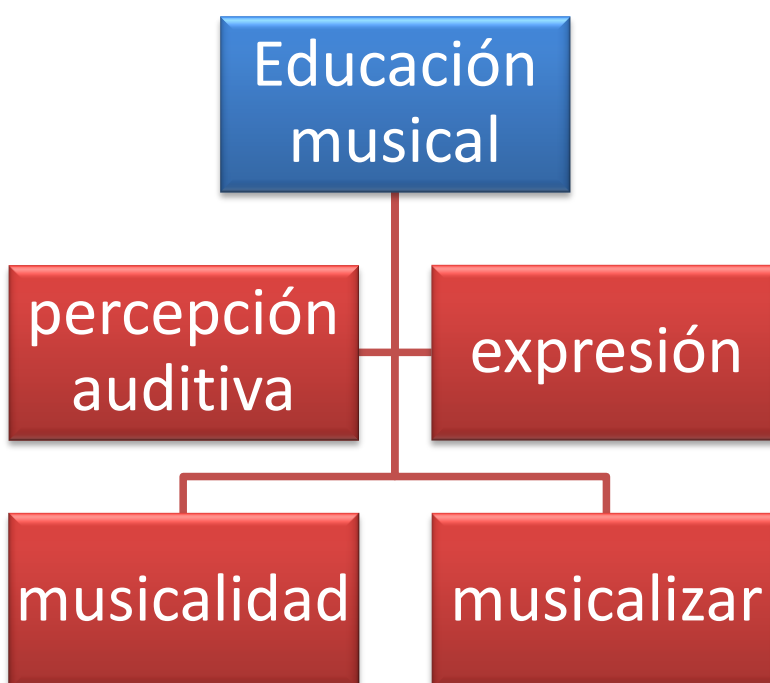 Educación
musical
percepción
auditiva
expresión
musicalidad
musicalizar